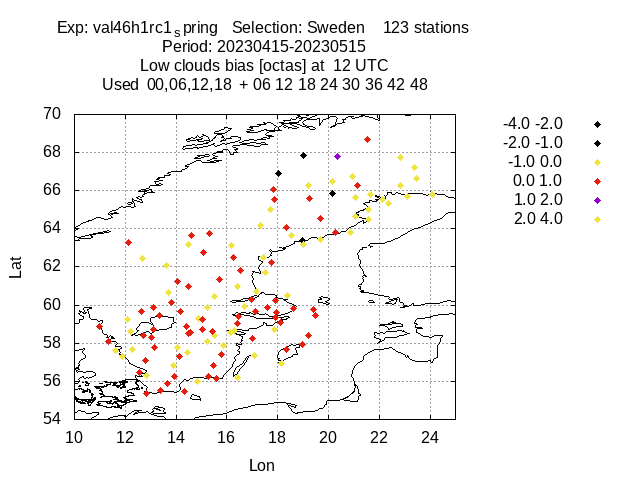 Exp: val46h1rc1spring Selection: Sweden 123 stations
Period: 20230415-20230515
Low clouds bias [octas] at 12 UTC
Used 00,06,12,18 + 06 12 18 24 30 36 42 48
-4.0 -2.0
-2.0 -1.0
-1.0 0.0
0.0 1.0
1.0 2.0
2.0 4.0
Lat
70
68
66
64
62
60
58
56
54
10 12 14 16 18 20 22 24
Lon